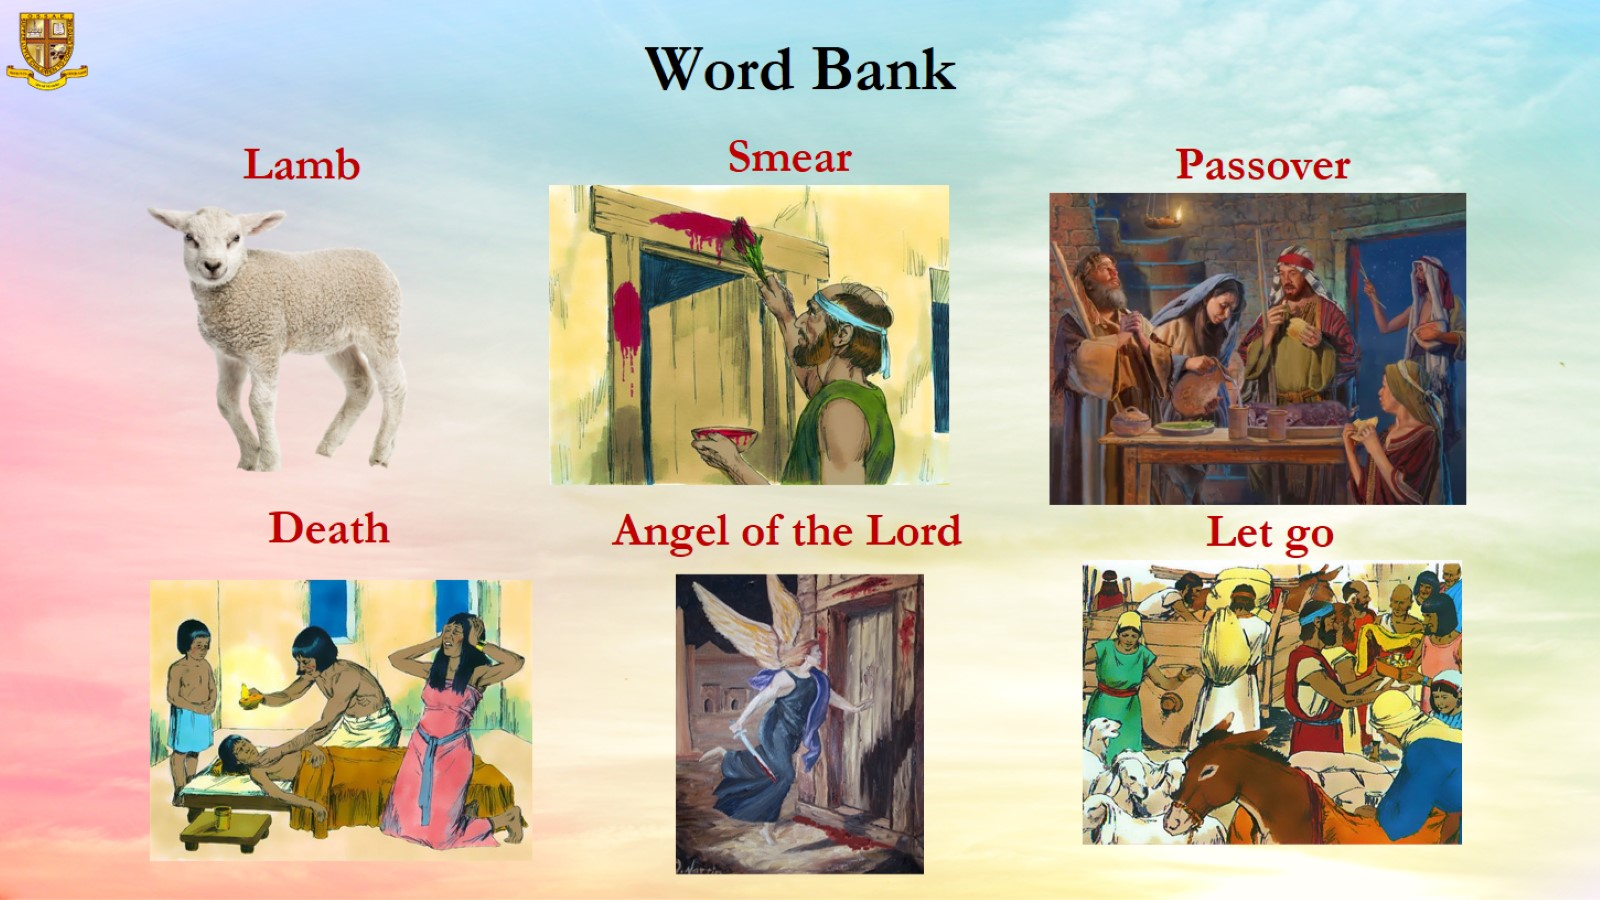 Word Bank
Lamb
Smear
Passover
Death
Angel of the Lord
Let go